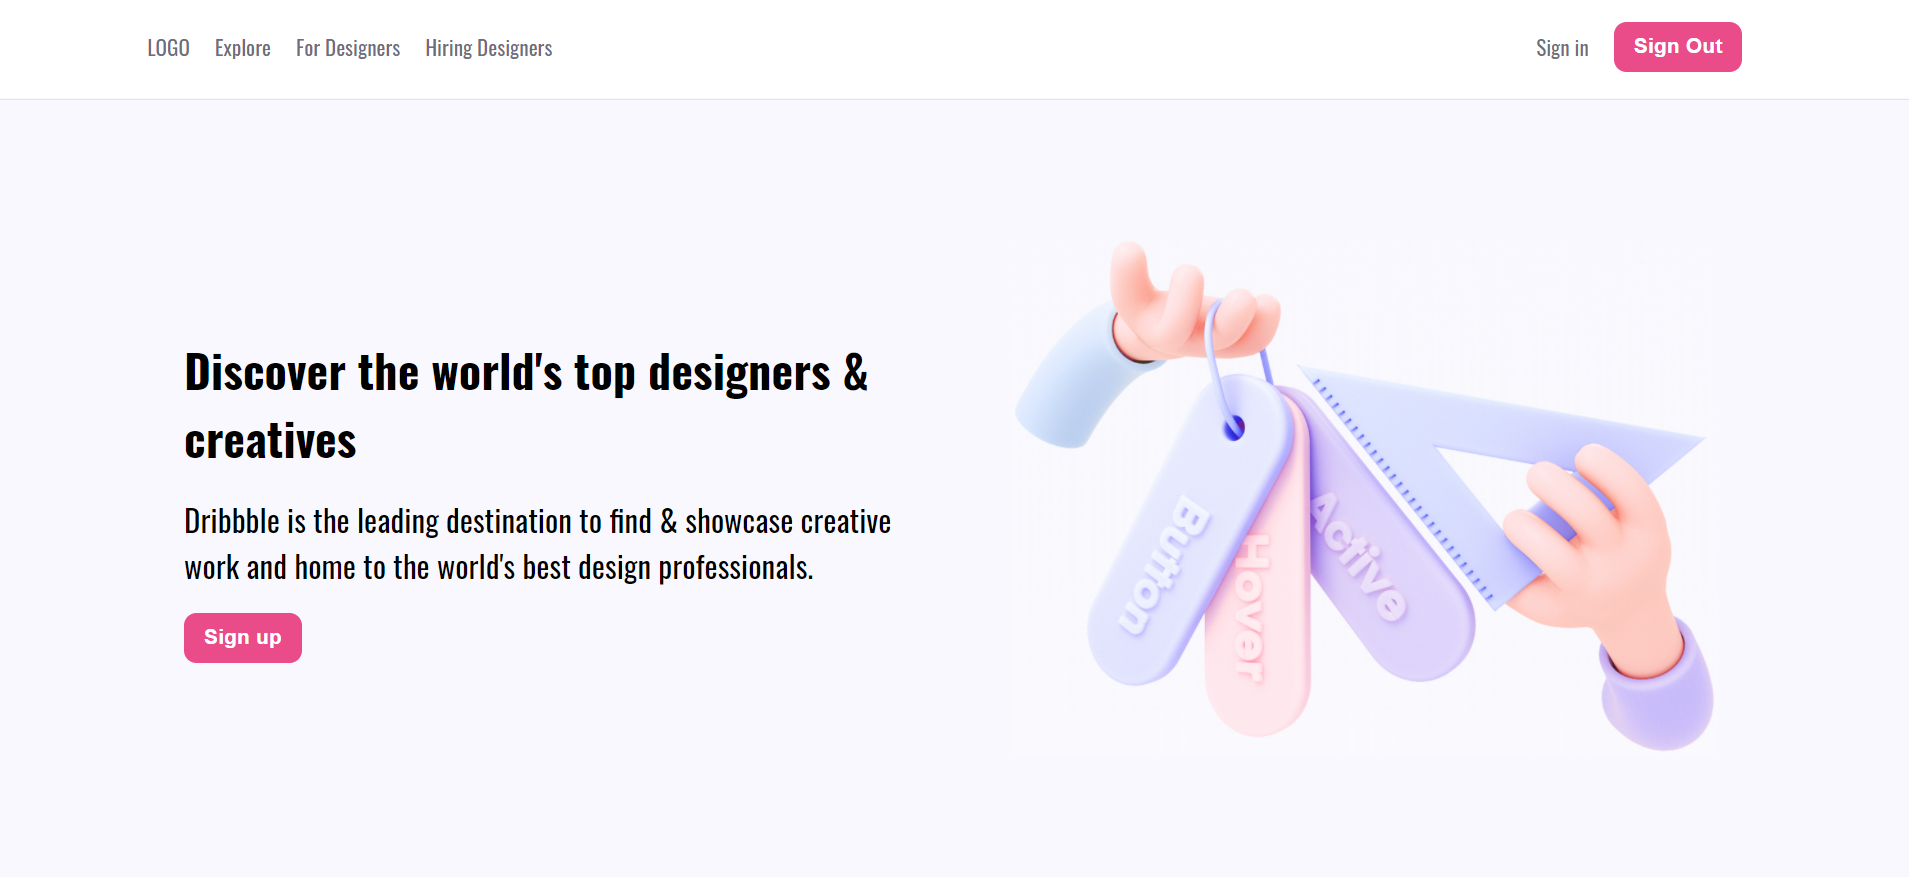 LOGO Explore For Designers Hiring Designers Sign in Sign Out
Discover the world's top designers &
creatives
Dribbble is the leading destination to find & showcase creative
work and home to the world's best design professionals.
Sign up
Button
Hover
Active